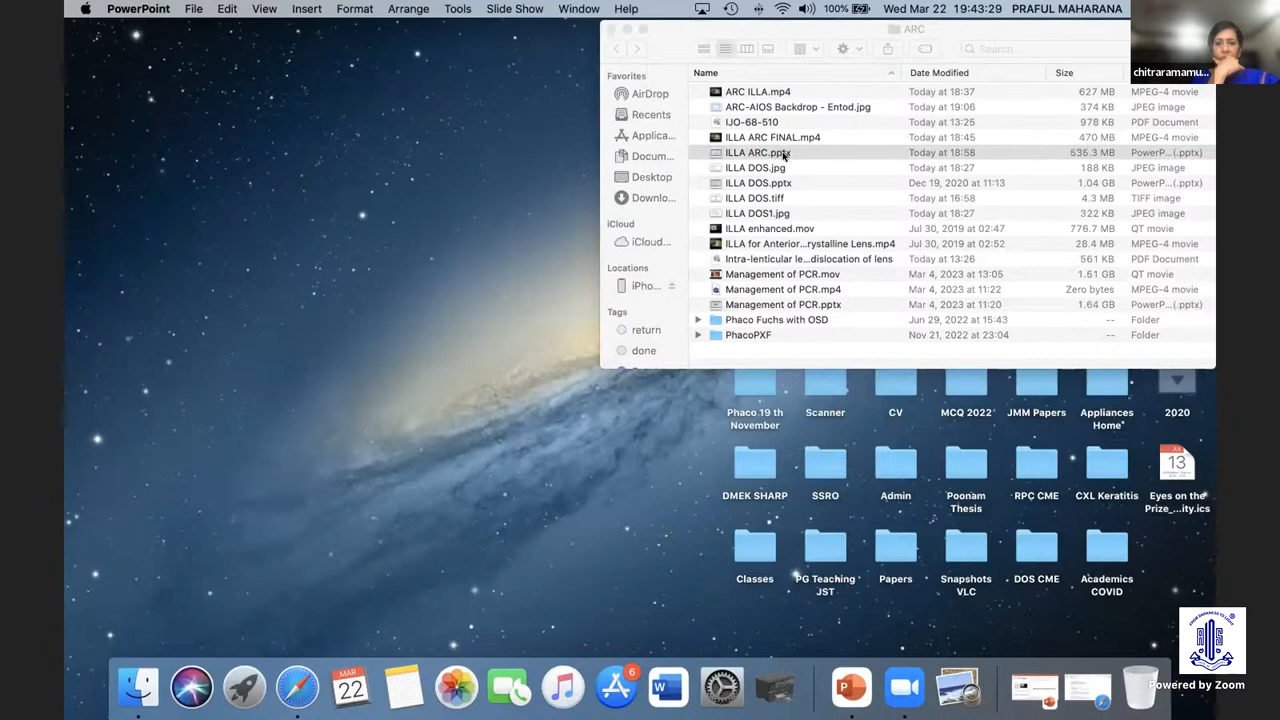 PowerPoint File Edit View Insert Format Arrange Tools Slide Show Window Help 100% Wed Mar 22 19:43:29 PRAFUL MAHARANA
chitraramamu...
ARC
Search
Favorites
AirDrop
Recents
Applica...
Docum...
Desktop
Downlo...
iCloud
iCloud...
Locations
iPho...
Tags
return
done
Name Date Modified Size
ARC ILLA.mp4 Today at 18:37 627 MB MPEG-4 movie
ARC-AIOS Backdrop - Entod.jpg Today at 19:06 374 KB JPEG image
IJO-68-510 Today at 13:25 978 KB PDF Document
ILLA ARC FINAL.mp4 Today at 18:45 470 MB MPEG-4 movie
ILLA ARC.pptx Today at 18:58 635.3 MB PowerP...(.pptx)
ILLA DOS.jpg Today at 18:27 188 KB JPEG image
ILLA DOS.pptx Dec 19, 2020 at 11:13 1.04 GB PowerP...(.pptx)
ILLA DOS.tiff Today at 16:58 4.3 MB TIFF image
ILLA DOS1.jpg Today at 18:27 322 KB JPEG image
ILLA enhanced.mov Jul 30, 2019 at 02:47 776.7 MB QT movie
ILLA for Anterior...rystalline Lens.mp4 Jul 30, 2019 at 02:52 28.4 MB MPEG-4 movie
Intra-lenticular le...dislocation of lens Today at 13:26 561 KB PDF Document
Management of PCR.mov Mar 4, 2023 at 13:05 1.51 GB QT movie
Management of PCR.mp4 Mar 4, 2023 at 11:22 Zero bytes MPEG-4 movie
Management of PCR.pptx Mar 4, 2023 at 11:20 1.64 GB PowerP...(.pptx)
Phaco Fuchs with OSD Jun 29, 2022 at 15:43 -- Folder
PhacoPXF Nov 21, 2022 at 23:04 -- Folder
Phaco 19 th November
Scanner
CV
MCQ 2022
JMM Papers
Appliances Home
2020
JUL
13
DMEK SHARP
SSRO
Admin
Poonam Thesis
RPC CME
CXL Keratitis
Eyes on the Prize_...ity.ics
Classes
PG Teaching JST
Papers
Snapshots VLC
DOS CME
Academics COVID
MAR
22
6
W
P
Powered by Zoom